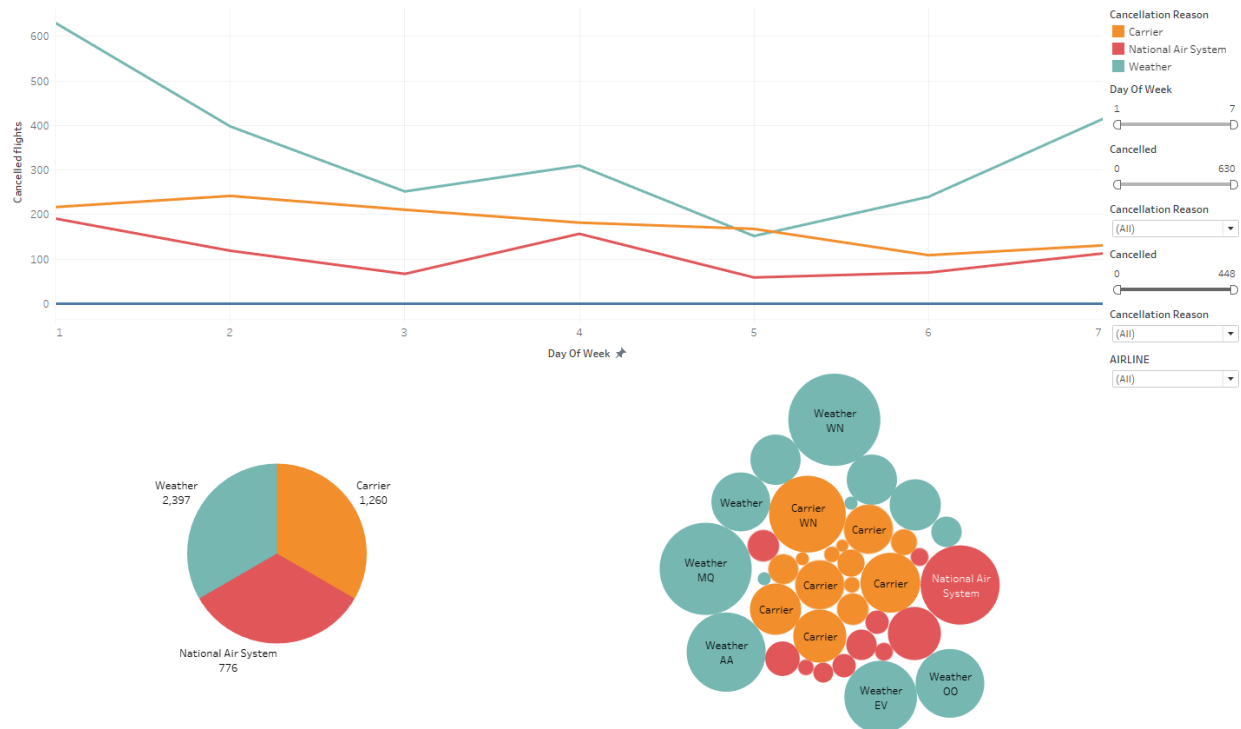 600
500
400
300
200
100
0
Cancelled flights
1 2 3 4 5 6 7
Day Of Week
Cancellation Reason
Carrier
National Air System
Weather
Day Of Week
1 7
Cancelled
0 630
Cancellation Reason
(All)
Cancelled
0 448
Cancellation Reason
(All)
AIRLINE
(All)
Weather
2,397
Carrier
1,260
National Air System
776
Weather
WN
Weather
Carrier
WN
Carrier
Weather
MQ
Carrier
Carrier
National Air
System
Carrier
Carrier
Weather
AA
Weather
EV
Weather
OO